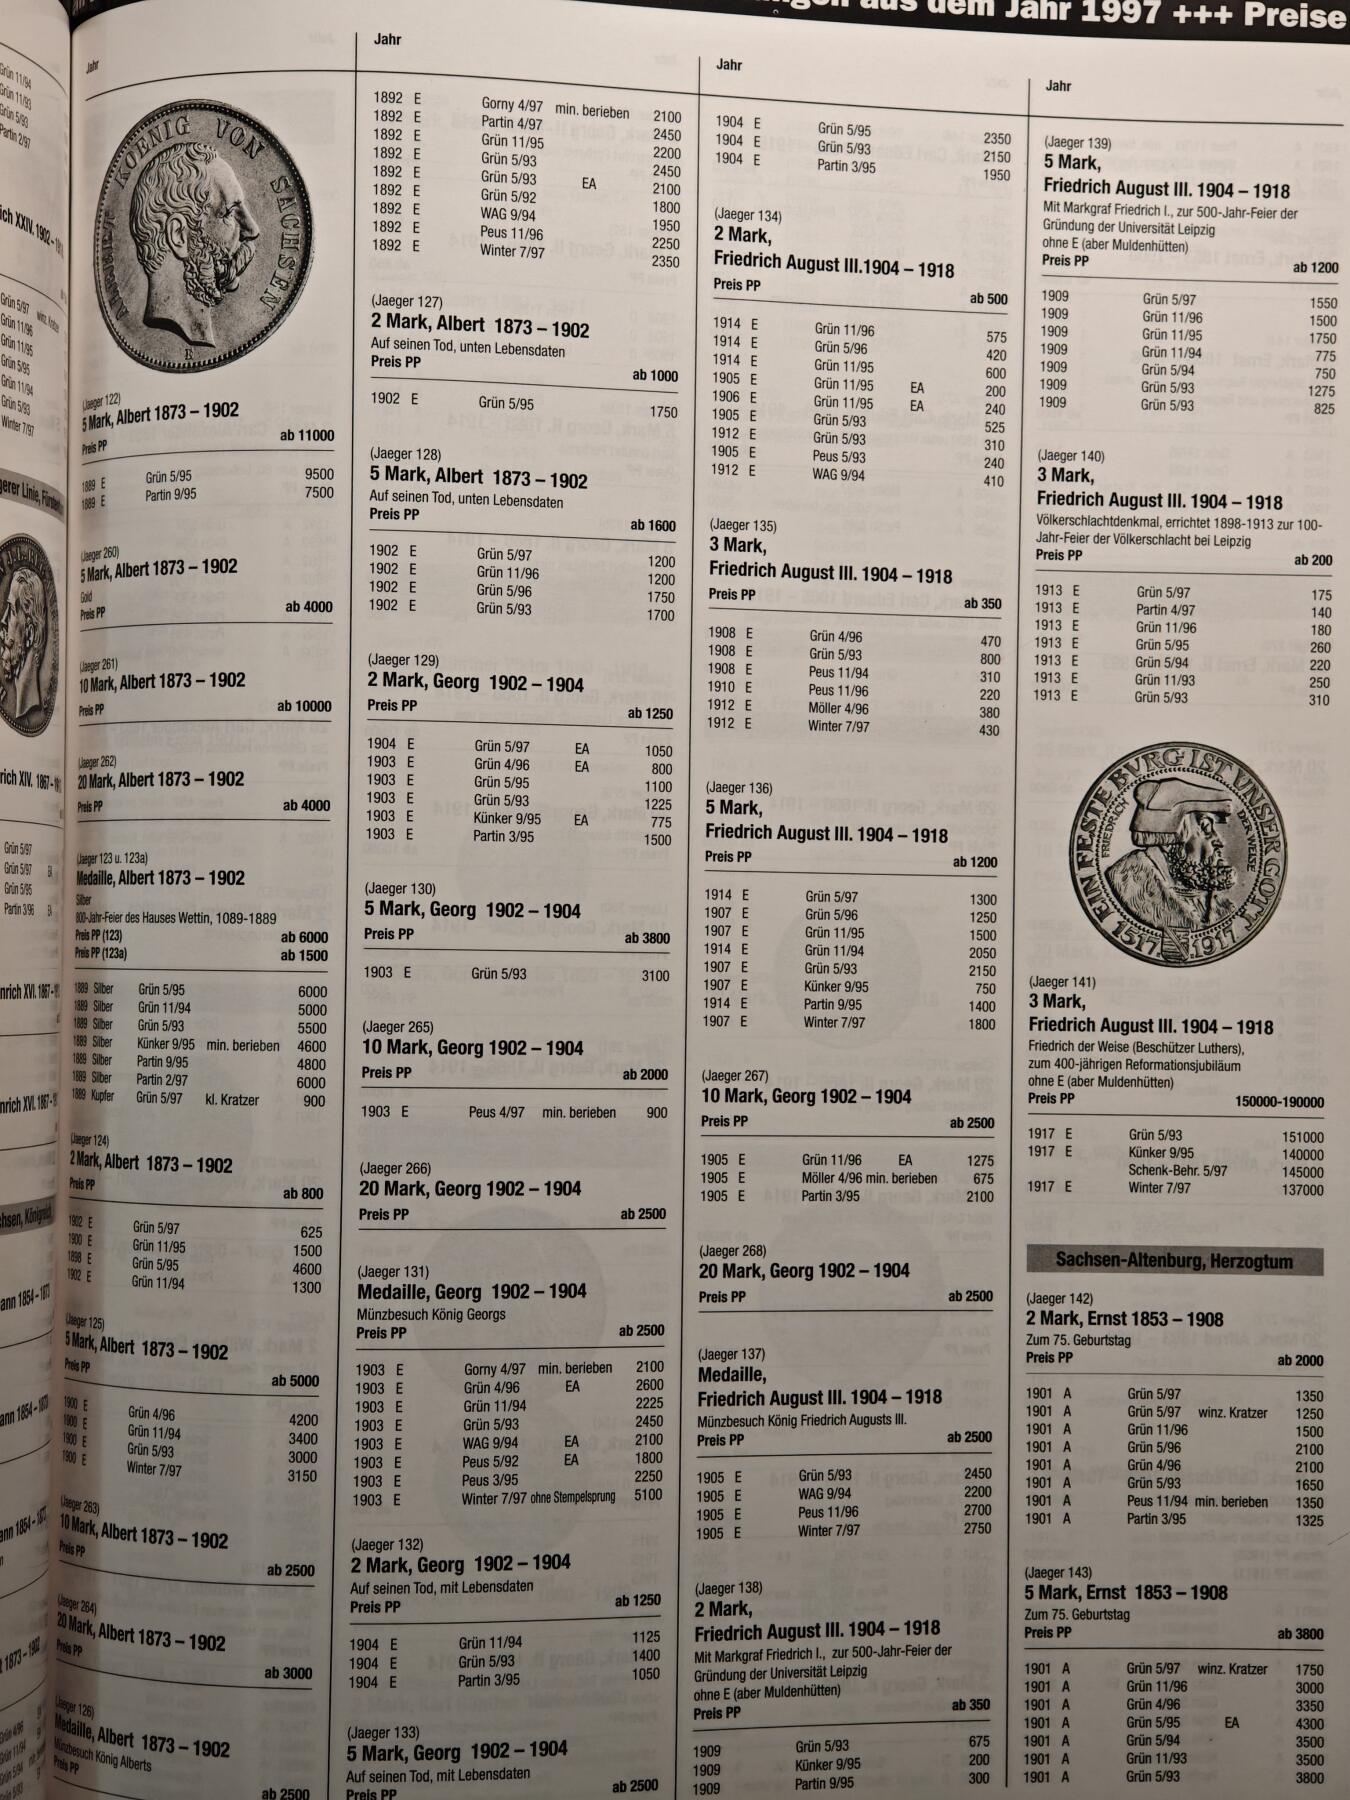 aus dem Jahr 1997 +++ Preise
Jahr
KOENIG VON SACHSEN
E
(Jaeger 122)
5 Mark, Albert 1873 – 1902
Preis PP ab 11000
1889 E Grün 5/95 9500
1889 E Partin 9/95 7500
(Jaeger 260)
5 Mark, Albert 1873 – 1902
Gold
Preis PP ab 4000
(Jaeger 261)
10 Mark, Albert 1873 – 1902
Preis PP ab 10000
(Jaeger 262)
20 Mark, Albert 1873 – 1902
Preis PP ab 4000
(Jaeger 123 u. 123a)
Medaille, Albert 1873 – 1902
Silber
800-Jahr-Feier des Hauses Wettin, 1089-1889
Preis PP (123) ab 6000
Preis PP (123a) ab 1500
1889 Silber Grün 5/95 6000
1889 Silber Grün 11/94 5000
1889 Silber Grün 5/93 5500
1889 Silber Künker 9/95 min. berieben 4600
1889 Silber Partin 9/95 4800
1889 Silber Partin 2/97 6000
1889 Kupfer Grün 5/97 kl. Kratzer 900
(Jaeger 124)
2 Mark, Albert 1873 – 1902
Preis PP ab 800
1902 E Grün 5/97 625
1900 E Grün 11/95 1500
1898 E Grün 5/95 4600
1902 E Grün 11/94 1300
(Jaeger 125)
5 Mark, Albert 1873 – 1902
Preis PP ab 5000
1900 E Grün 4/96 4200
1900 E Grün 11/94 3400
1900 E Grün 5/93 3000
1900 E Winter 7/97 3150
(Jaeger 263)
10 Mark, Albert 1873 – 1902
Preis PP ab 2500
(Jaeger 264)
20 Mark, Albert 1873 – 1902
Preis PP ab 3000
(Jaeger 126)
Medaille, Albert 1873 – 1902
Münzbesuch König Alberts
Preis PP ab 2500
Jahr
1892 E Gorny 4/97 min. berieben 2100
1892 E Partin 4/97 2450
1892 E Grün 11/95 2200
1892 E Grün 5/93 2450
1892 E Grün 5/93 EA 2100
1892 E Grün 5/92 1800
1892 E WAG 9/94 1950
1892 E Peus 11/96 2250
1892 E Winter 7/97 2350
(Jaeger 127)
2 Mark, Albert 1873 – 1902
Auf seinen Tod, unten Lebensdaten
Preis PP ab 1000
1902 E Grün 5/95 1750
(Jaeger 128)
5 Mark, Albert 1873 – 1902
Auf seinen Tod, unten Lebensdaten
Preis PP ab 1600
1902 E Grün 5/97 1200
1902 E Grün 11/96 1200
1902 E Grün 5/96 1750
1902 E Grün 5/93 1700
(Jaeger 129)
2 Mark, Georg 1902 – 1904
Preis PP ab 1250
1904 E Grün 5/97 EA 1050
1903 E Grün 4/96 EA 800
1903 E Grün 5/95 1100
1903 E Grün 5/93 1225
1903 E Künker 9/95 EA 775
1903 E Partin 3/95 1500
(Jaeger 130)
5 Mark, Georg 1902 – 1904
Preis PP ab 3800
1903 E Grün 5/93 3100
(Jaeger 265)
10 Mark, Georg 1902 – 1904
Preis PP ab 2000
1903 E Peus 4/97 min. berieben 900
(Jaeger 266)
20 Mark, Georg 1902 – 1904
Preis PP ab 2500
(Jaeger 131)
Medaille, Georg 1902 – 1904
Münzbesuch König Georgs
Preis PP ab 2500
1903 E Gorny 4/97 min. berieben 2100
1903 E Grün 4/96 EA 2600
1903 E Grün 11/94 2225
1903 E Grün 5/93 2450
1903 E WAG 9/94 EA 2100
1903 E Peus 5/92 EA 1800
1903 E Peus 3/95 2250
1903 E Winter 7/97 ohne Stempelsprung 5100
(Jaeger 132)
2 Mark, Georg 1902 – 1904
Auf seinen Tod, mit Lebensdaten
Preis PP ab 1250
1904 E Grün 11/94 1125
1904 E Grün 5/93 1400
1904 E Partin 3/95 1050
(Jaeger 133)
5 Mark, Georg 1902 – 1904
Auf seinen Tod, mit Lebensdaten
Preis PP ab 2500
Jahr
1904 E Grün 5/95 2350
1904 E Grün 5/93 2150
1904 E Partin 3/95 1950
(Jaeger 134)
2 Mark,
Friedrich August III.1904 – 1918
Preis PP ab 500
1914 E Grün 11/96 575
1914 E Grün 5/96 420
1914 E Grün 11/95 600
1905 E Grün 11/95 EA 200
1906 E Grün 11/95 EA 240
1905 E Grün 5/93 525
1912 E Grün 5/93 310
1905 E Peus 5/93 240
1912 E WAG 9/94 410
(Jaeger 135)
3 Mark,
Friedrich August III. 1904 – 1918
Preis PP ab 350
1908 E Grün 4/96 470
1908 E Grün 5/93 800
1908 E Peus 11/94 310
1910 E Peus 11/96 220
1912 E Möller 4/96 380
1912 E Winter 7/97 430
(Jaeger 136)
5 Mark,
Friedrich August III. 1904 – 1918
Preis PP ab 1200
1914 E Grün 5/97 1300
1907 E Grün 5/96 1250
1907 E Grün 11/95 1500
1914 E Grün 11/94 2050
1907 E Grün 5/93 2150
1907 E Künker 9/95 750
1914 E Partin 9/95 1400
1907 E Winter 7/97 1800
(Jaeger 267)
10 Mark, Georg 1902 – 1904
Preis PP ab 2500
1905 E Grün 11/96 EA 1275
1905 E Möller 4/96 min. berieben 675
1905 E Partin 3/95 2100
(Jaeger 268)
20 Mark, Georg 1902 – 1904
Preis PP ab 2500
(Jaeger 137)
Medaille,
Friedrich August III. 1904 – 1918
Münzbesuch König Friedrich Augusts III.
Preis PP ab 2500
1905 E Grün 5/93 2450
1905 E WAG 9/94 2200
1905 E Peus 11/96 2700
1905 E Winter 7/97 2750
(Jaeger 138)
2 Mark,
Friedrich August III. 1904 – 1918
Mit Markgraf Friedrich I., zur 500-Jahr-Feier der
Gründung der Universität Leipzig
ohne E (aber Muldenhütten)
Preis PP ab 350
1909 Grün 5/93 675
1909 Künker 9/95 200
1909 Partin 9/95 300
Jahr
(Jaeger 139)
5 Mark,
Friedrich August III. 1904 – 1918
Mit Markgraf Friedrich I., zur 500-Jahr-Feier der
Gründung der Universität Leipzig
ohne E (aber Muldenhütten)
Preis PP ab 1200
1909 Grün 5/97 1550
1909 Grün 11/96 1500
1909 Grün 11/95 1750
1909 Grün 11/94 775
1909 Grün 5/94 750
1909 Grün 5/93 1275
1909 Grün 5/93 825
(Jaeger 140)
3 Mark,
Friedrich August III. 1904 – 1918
Völkerschlachtdenkmal, errichtet 1898-1913 zur 100-
Jahr-Feier der Völkerschlacht bei Leipzig
Preis PP ab 200
1913 E Grün 5/97 175
1913 E Partin 4/97 140
1913 E Grün 11/96 180
1913 E Grün 5/95 260
1913 E Grün 5/94 220
1913 E Grün 11/93 250
1913 E Grün 5/93 310
EIN FESTE BURG IST UNSER GOTT
FRIEDRICH DER WEISE
1517 1917
(Jaeger 141)
3 Mark,
Friedrich August III. 1904 – 1918
Friedrich der Weise (Beschützer Luthers),
zum 400-jährigen Reformationsjubiläum
ohne E (aber Muldenhütten)
Preis PP 150000-190000
1917 E Grün 5/93 151000
1917 E Künker 9/95 140000
Schenk-Behr. 5/97 145000
1917 E Winter 7/97 137000
Sachsen-Altenburg, Herzogtum
(Jaeger 142)
2 Mark, Ernst 1853 – 1908
Zum 75. Geburtstag
Preis PP ab 2000
1901 A Grün 5/97 1350
1901 A Grün 5/97 winz. Kratzer 1250
1901 A Grün 11/96 1500
1901 A Grün 5/96 2100
1901 A Grün 4/96 2100
1901 A Grün 5/93 1650
1901 A Peus 11/94 min. berieben 1350
1901 A Partin 3/95 1325
(Jaeger 143)
5 Mark, Ernst 1853 – 1908
Zum 75. Geburtstag
Preis PP ab 3800
1901 A Grün 5/97 winz. Kratzer 1750
1901 A Grün 11/96 3000
1901 A Grün 4/96 3350
1901 A Grün 5/95 EA 4300
1901 A Grün 5/94 3500
1901 A Grün 11/93 3500
1901 A Grün 5/93 3800